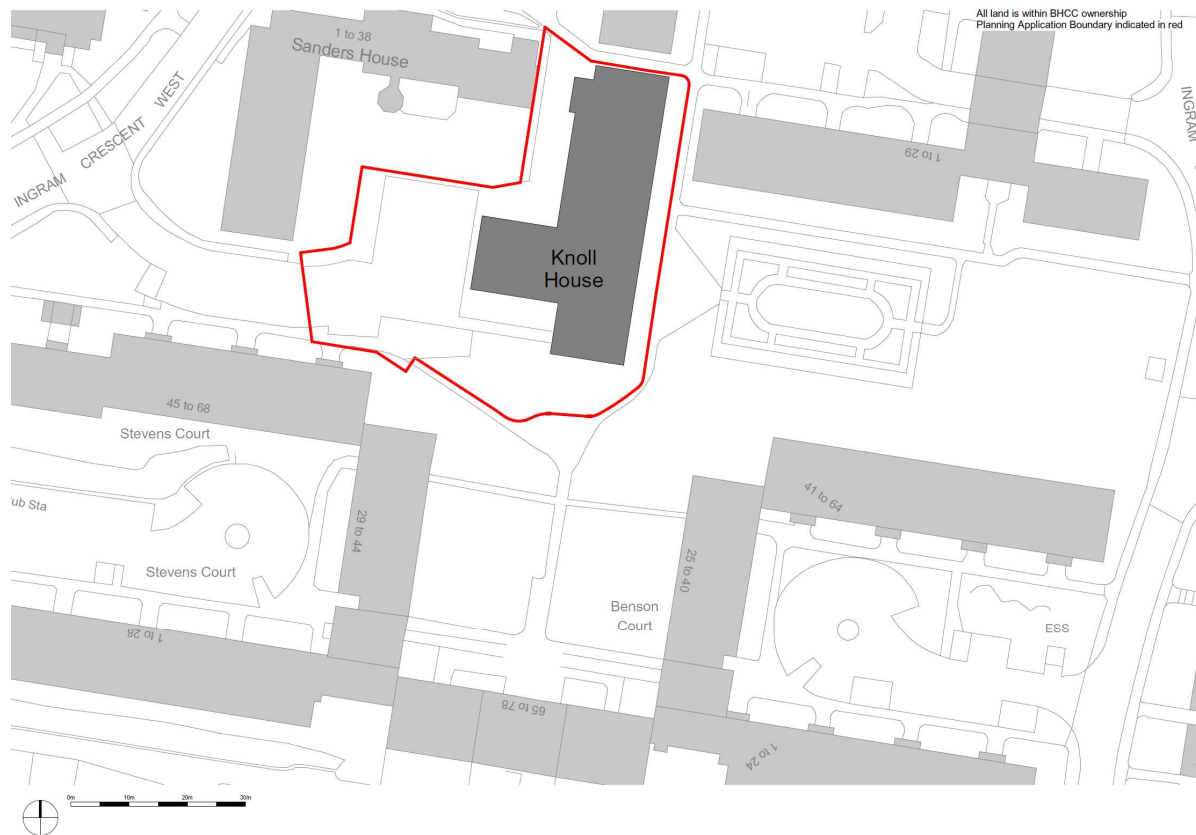 All land is within BHCC ownership
Planning Application Boundary indicated in red
1 to 38
Sanders House
INGRAM CRESCENT WEST
INGRAM
1 to 29
Knoll
House
45 to 68
Stevens Court
ub Sta
29 to 44
Stevens Court
1 to 28
41 to 64
25 to 40
Benson
Court
ESS
65 to 78
1 to 24
0m 10m 20m 30m